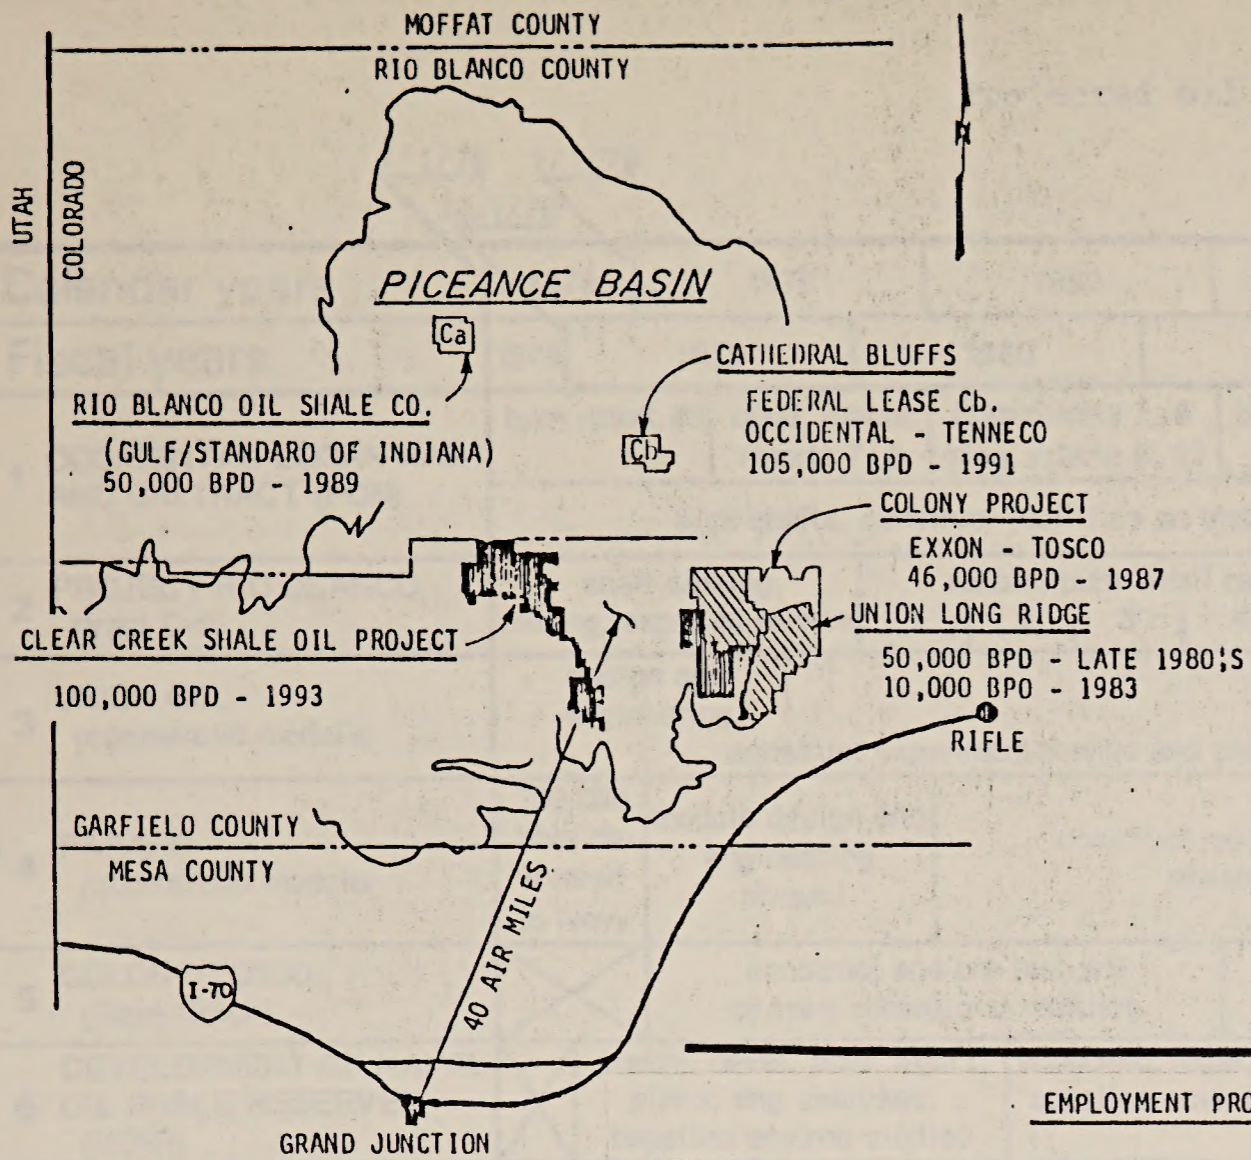 MOFFAT COUNTY
RIO BLANCO COUNTY
UTAH
COLORADO
PICEANCE BASIN
Ca
CATHEDRAL BLUFFS
FEDERAL LEASE Cb.
OCCIDENTAL - TENNECO
105,000 BPD - 1991
Cb
RIO BLANCO OIL SHALE CO.
(GULF/STANDARO OF INDIANA)
50,000 BPD - 1989
COLONY PROJECT
EXXON - TOSCO
46,000 BPD - 1987
UNION LONG RIDGE
50,000 BPD - LATE 1980'S
10,000 BPO - 1983
CLEAR CREEK SHALE OIL PROJECT
100,000 BPD - 1993
RIFLE
GARFIELO COUNTY
MESA COUNTY
40 AIR MILES
I-70
GRAND JUNCTION
EMPLOYMENT PRO